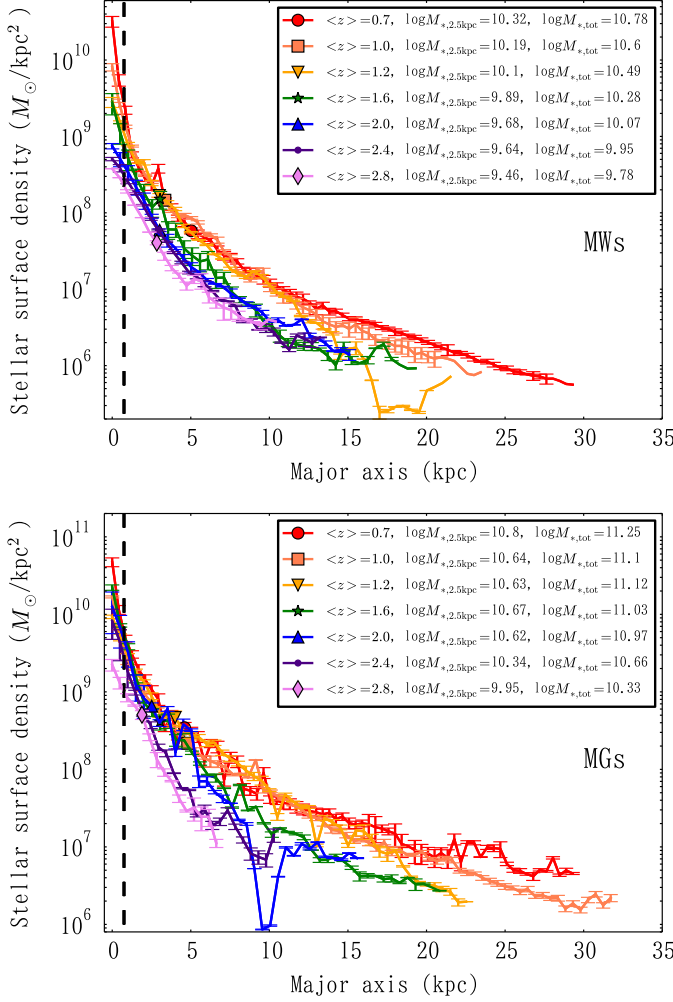 10¹⁰
10⁹
10⁸
10⁷
10⁶
Stellar surface density (M⊙/kpc²)
<z>=0.7, logM*,2.5kpc=10.32, logM*,tot=10.78
<z>=1.0, logM*,2.5kpc=10.19, logM*,tot=10.6
<z>=1.2, logM*,2.5kpc=10.1, logM*,tot=10.49
<z>=1.6, logM*,2.5kpc=9.89, logM*,tot=10.28
<z>=2.0, logM*,2.5kpc=9.68, logM*,tot=10.07
<z>=2.4, logM*,2.5kpc=9.64, logM*,tot=9.95
<z>=2.8, logM*,2.5kpc=9.46, logM*,tot=9.78
MWs
0 5 10 15 20 25 30 35
Major axis (kpc)
10¹¹
10¹⁰
10⁹
10⁸
10⁷
10⁶
Stellar surface density (M⊙/kpc²)
<z>=0.7, logM*,2.5kpc=10.8, logM*,tot=11.25
<z>=1.0, logM*,2.5kpc=10.64, logM*,tot=11.1
<z>=1.2, logM*,2.5kpc=10.63, logM*,tot=11.12
<z>=1.6, logM*,2.5kpc=10.67, logM*,tot=11.03
<z>=2.0, logM*,2.5kpc=10.62, logM*,tot=10.97
<z>=2.4, logM*,2.5kpc=10.34, logM*,tot=10.66
<z>=2.8, logM*,2.5kpc=9.95, logM*,tot=10.33
MGs
0 5 10 15 20 25 30 35
Major axis (kpc)